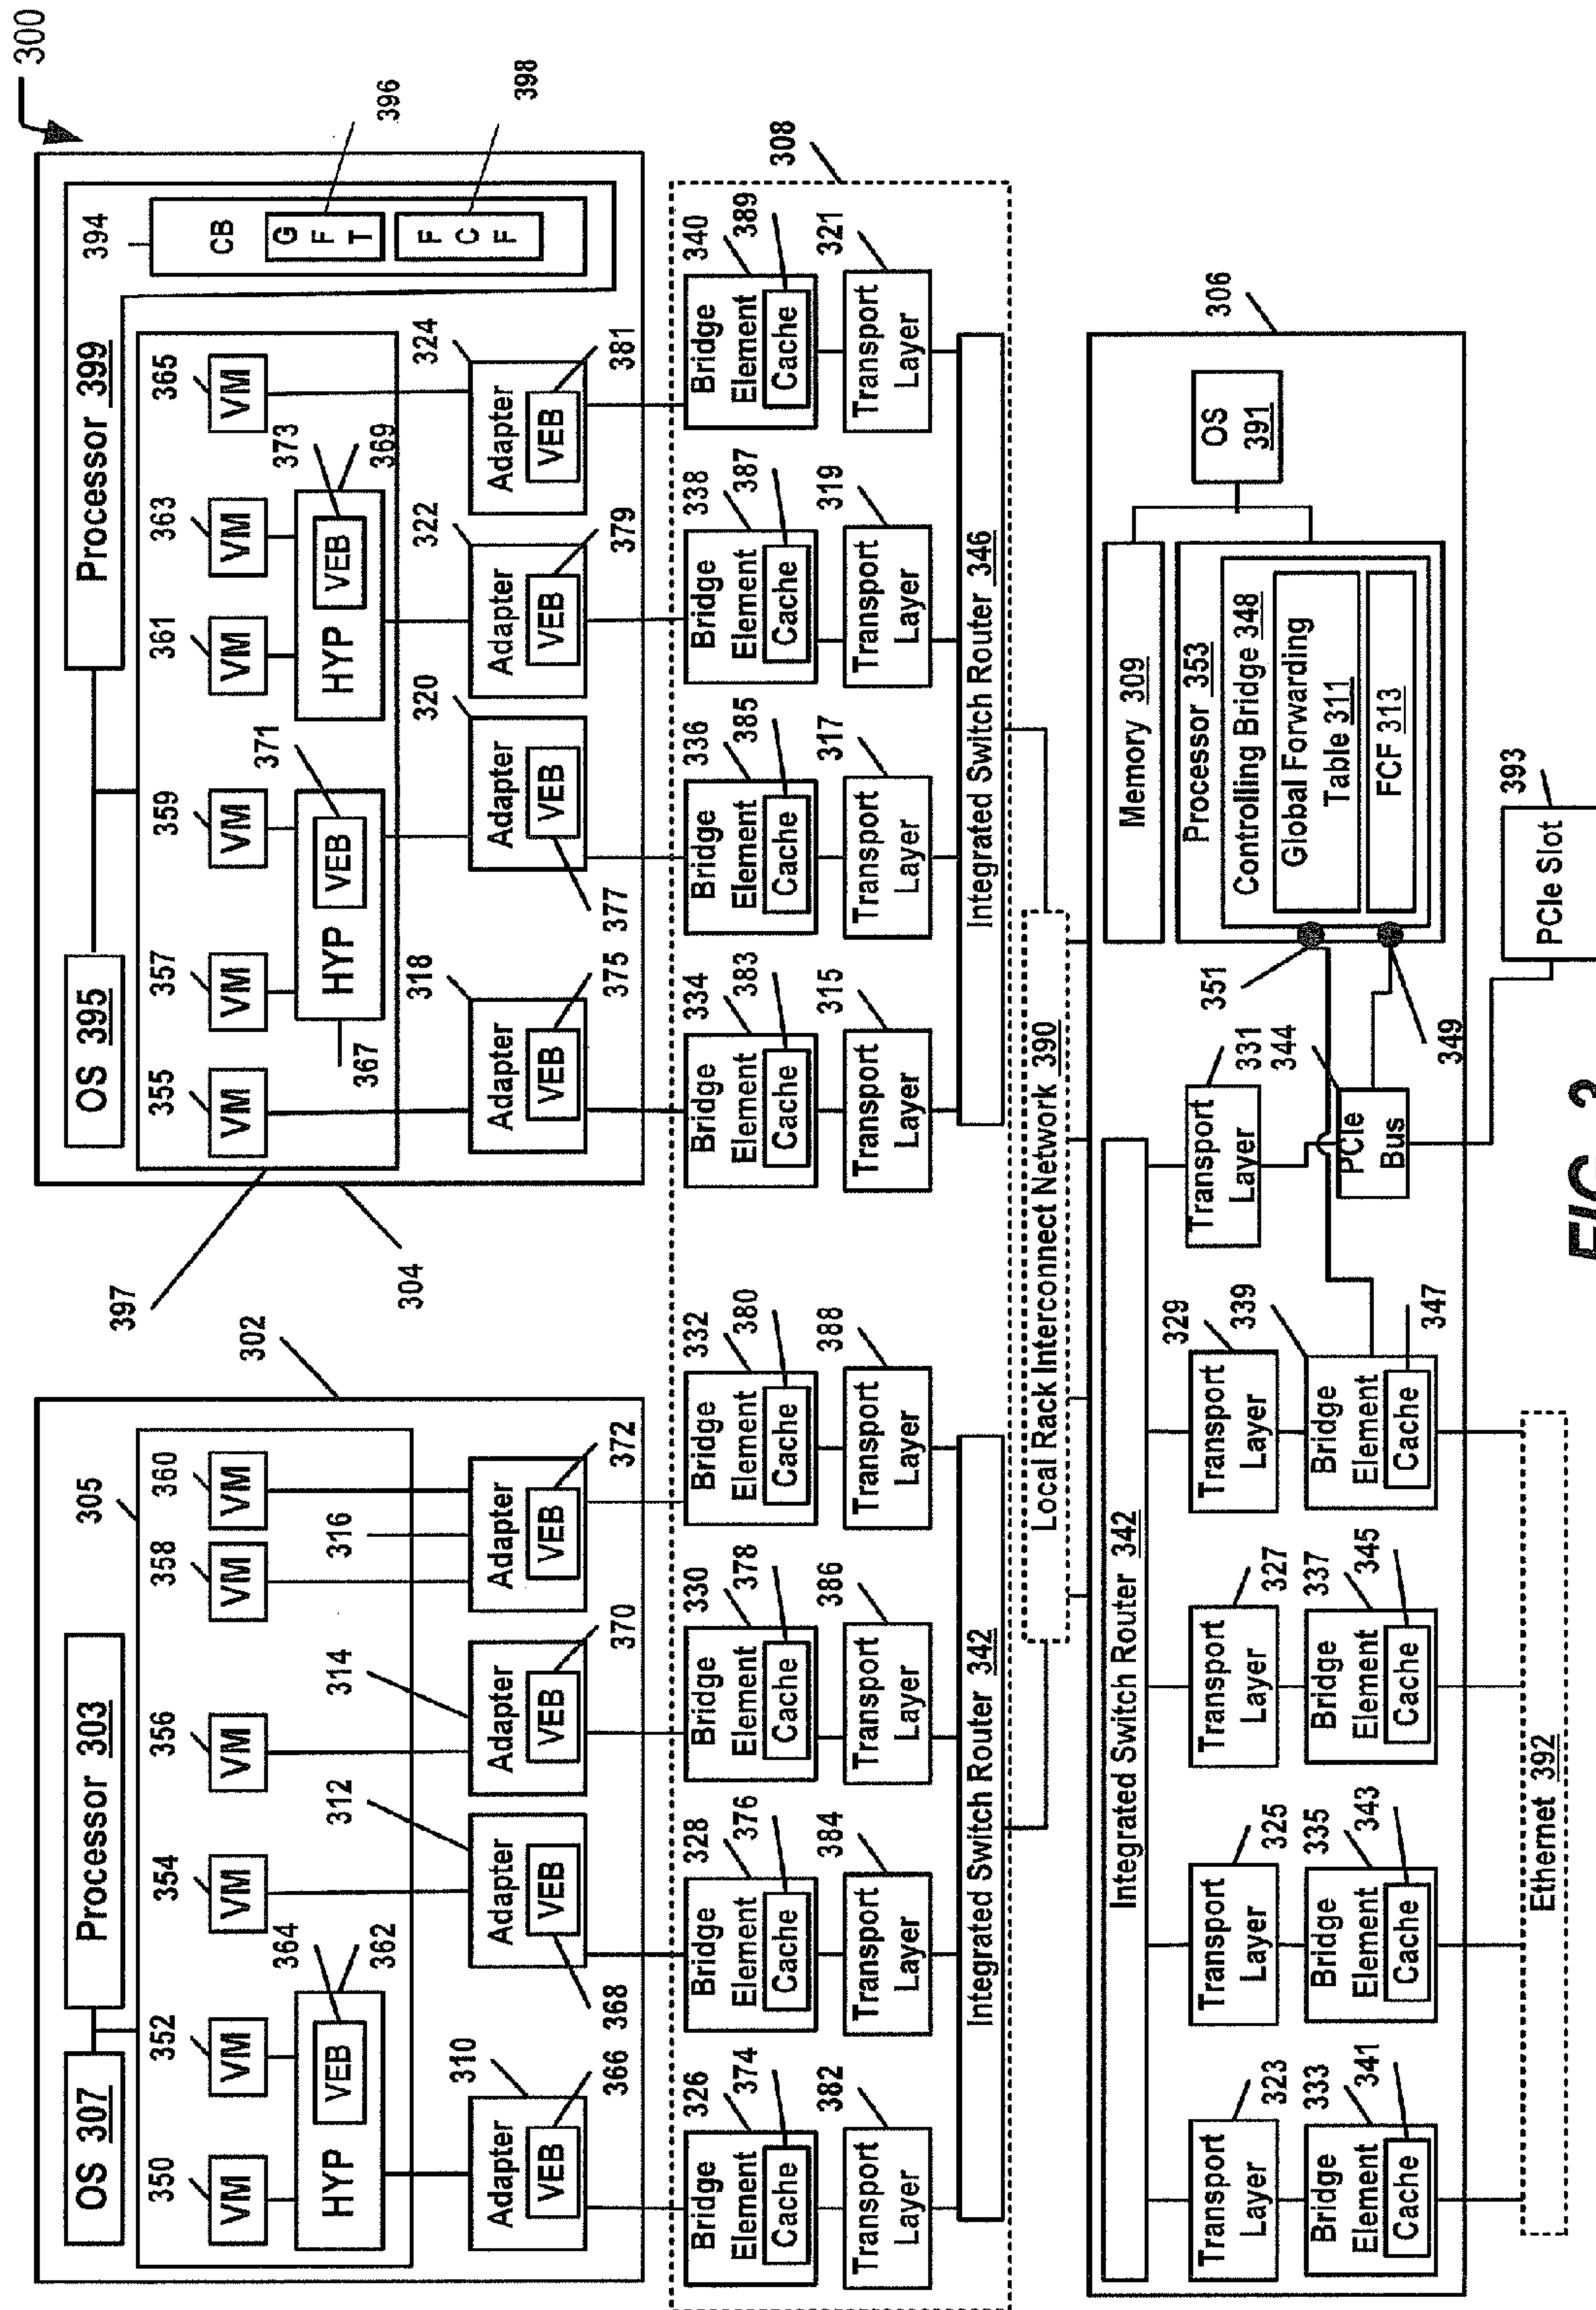 300
OS 307
Processor 303
305
350
352
354
356
358
360
VM
VM
VM
VM
VM
VM
364
362
HYP
VEB
302
310
312
314
316
Adapter
VEB
Adapter
VEB
Adapter
VEB
Adapter
VEB
366
368
370
372
OS 395
Processor 399
394
CB
G
F
T
F
C
F
396
398
355
357
359
361
363
365
VM
VM
VM
VM
VM
VM
367
HYP
VEB
371
HYP
VEB
373
369
397
304
318
320
322
324
Adapter
VEB
Adapter
VEB
Adapter
VEB
Adapter
VEB
375
377
379
381
308
326
374
Bridge
Element
Cache
328
376
Bridge
Element
Cache
330
378
Bridge
Element
Cache
332
380
Bridge
Element
Cache
334
383
Bridge
Element
Cache
336
385
Bridge
Element
Cache
338
387
Bridge
Element
Cache
340
389
Bridge
Element
Cache
382
Transport
Layer
384
Transport
Layer
386
Transport
Layer
388
Transport
Layer
315
Transport
Layer
317
Transport
Layer
319
Transport
Layer
321
Transport
Layer
Integrated Switch Router 342
Integrated Switch Router 346
Local Rack Interconnect Network 390
306
Integrated Switch Router 342
323
Transport
Layer
325
Transport
Layer
327
Transport
Layer
329
Transport
Layer
331
Transport
Layer
333
341
Bridge
Element
Cache
335
343
Bridge
Element
Cache
337
345
Bridge
Element
Cache
339
347
Bridge
Element
Cache
344
PCIe
Bus
351
349
Memory 309
Processor 353
Controlling Bridge 348
Global Forwarding
Table 311
FCF 313
OS
391
Ethernet 392
PCIe Slot
393